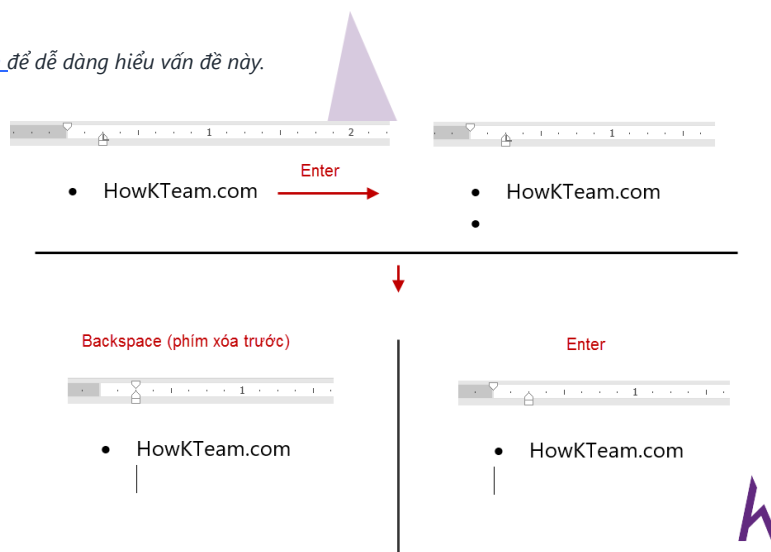 để dễ dàng hiểu vấn đề này.
1 2
1
Enter
• HowKTeam.com
• HowKTeam.com
•
Backspace (phím xóa trước)
Enter
1
1
• HowKTeam.com
• HowKTeam.com